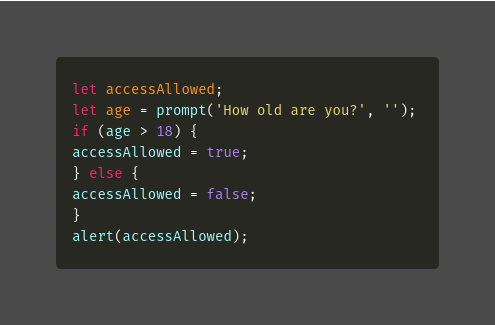 let accessAllowed;
let age = prompt('How old are you?', '');
if (age > 18) {
accessAllowed = true;
} else {
accessAllowed = false;
}
alert(accessAllowed);